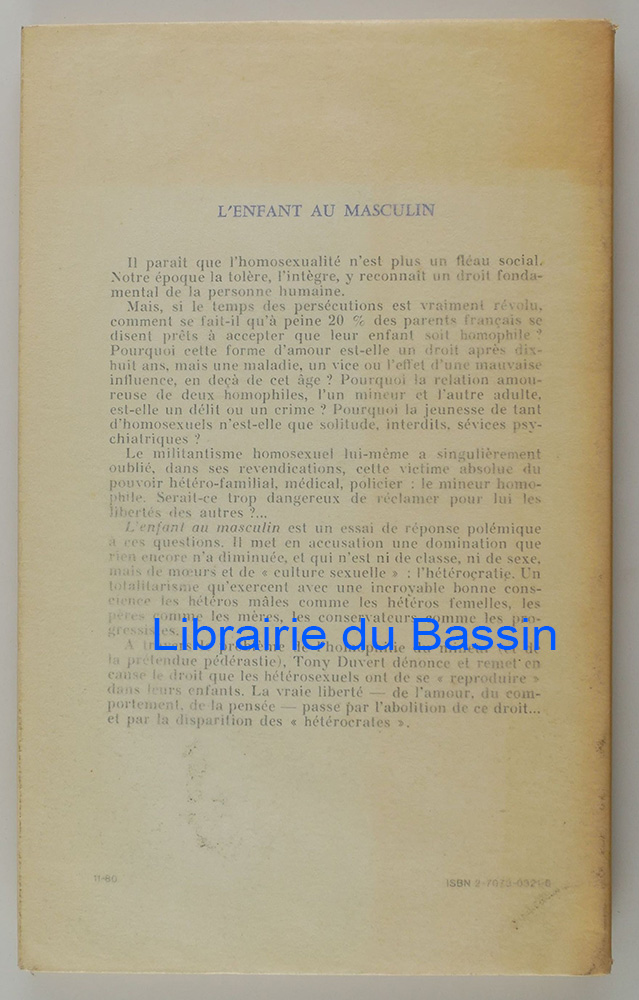 L'ENFANT AU MASCULIN
Il paraît que l'homosexualité n'est plus un fléau social.
Notre époque la tolère, l'intègre, y reconnaît un droit fonda-
mental de la personne humaine.
Mais, si le temps des persécutions est vraiment révolu,
comment se fait-il qu'à peine 20 % des parents français se
disent prêts à accepter que leur enfant soit homophile ?
Pourquoi cette forme d'amour est-elle un droit après dix-
huit ans, mais une maladie, un vice ou l'effet d'une mauvaise
influence, en deçà de cet âge ? Pourquoi la relation amou-
reuse de deux homophiles, l'un mineur et l'autre adulte,
est-elle un délit ou un crime ? Pourquoi la jeunesse de tant
d'homosexuels n'est-elle que solitude, interdits, sévices psy-
chiatriques ?
Le militantisme homosexuel lui-même a singulièrement
oublié, dans ses revendications, cette victime absolue du
pouvoir hétéro-familial, médical, policier : le mineur homo-
phile. Serait-ce trop dangereux de réclamer pour lui les
libertés des autres ?...
L'enfant au masculin est un essai de réponse polémique
à ces questions. Il met en accusation une domination que
rien encore n'a diminuée, et qui n'est ni de classe, ni de sexe,
mais de mœurs et de « culture sexuelle » : l'hétérocratie. Un
totalitarisme qu'exercent avec une incroyable bonne cons-
cience les hétéros mâles comme les hétéros femelles, les
pères comme les mères, les conservateurs comme les pro-
gressistes.
Librairie du Bassin
la prétendue pédérastie), Tony Duvert dénonce et remet en
cause le droit que les hétérosexuels ont de se « reproduire »
dans leurs enfants. La vraie liberté — de l'amour, du com-
portement, de la pensée — passe par l'abolition de ce droit...
et par la disparition des « hétérocrates ».
11-80
ISBN